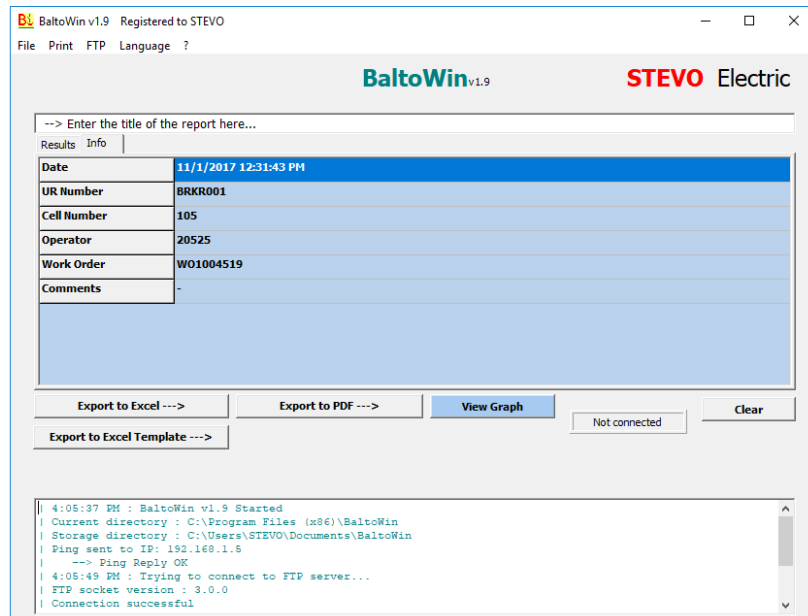 BaltoWin v1.9 Registered to STEVO
File Print FTP Language ?
BaltoWin v1.9
STEVO Electric
--> Enter the title of the report here...
Results Info
Date 11/1/2017 12:31:43 PM
UR Number BRKR001
Cell Number 105
Operator 20525
Work Order WO1004519
Comments -
Export to Excel ---> Export to PDF ---> View Graph Not connected Clear
Export to Excel Template --->
| 4:05:37 PM : BaltoWin v1.9 Started
| Current directory : C:\Program Files (x86)\BaltoWin
| Storage directory : C:\Users\STEVO\Documents\BaltoWin
| Ping sent to IP: 192.168.1.5
| --> Ping Reply OK
| 4:05:49 PM : Trying to connect to FTP server...
| FTP socket version : 3.0.0
| Connection successful